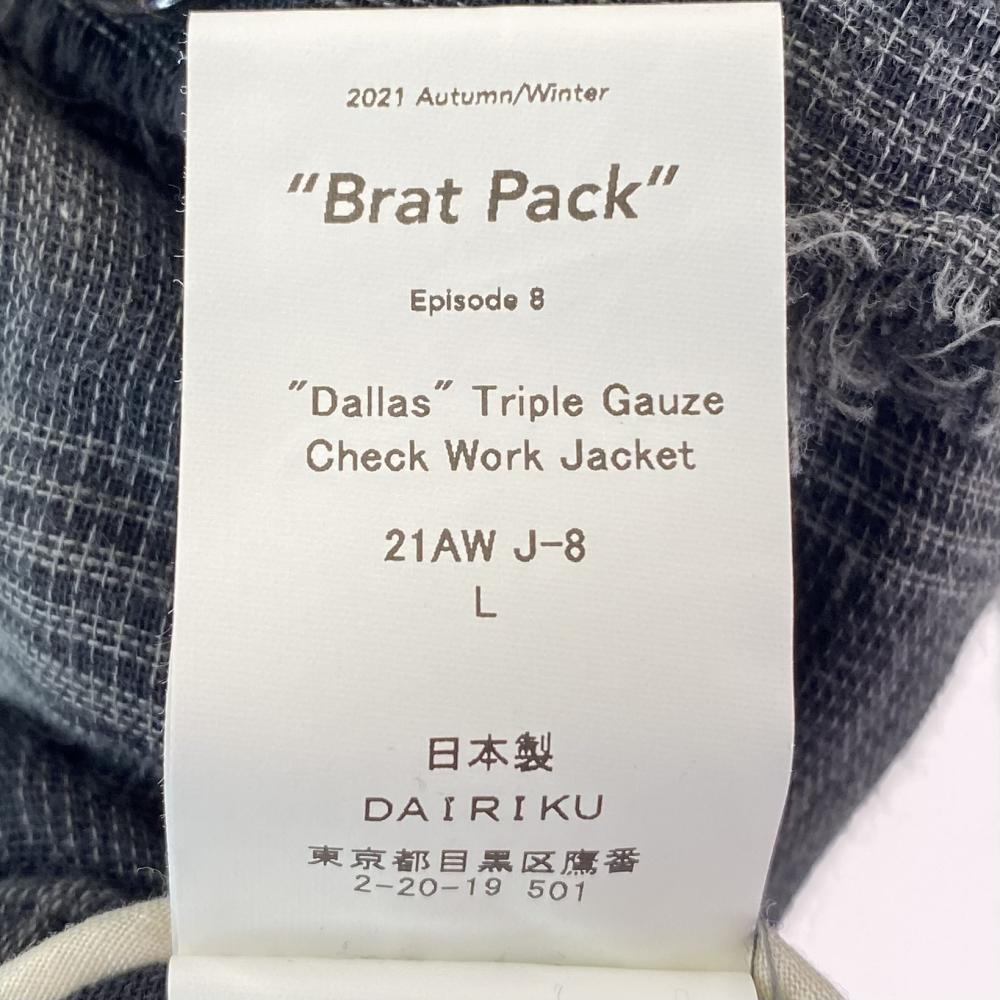 2021 Autumn/Winter
"Brat Pack"
Episode 8
"Dallas" Triple Gauze
Check Work Jacket
21AW J-8
L
日本製
DAIRIKU
東京都目黒区鷹番
2-20-19 501